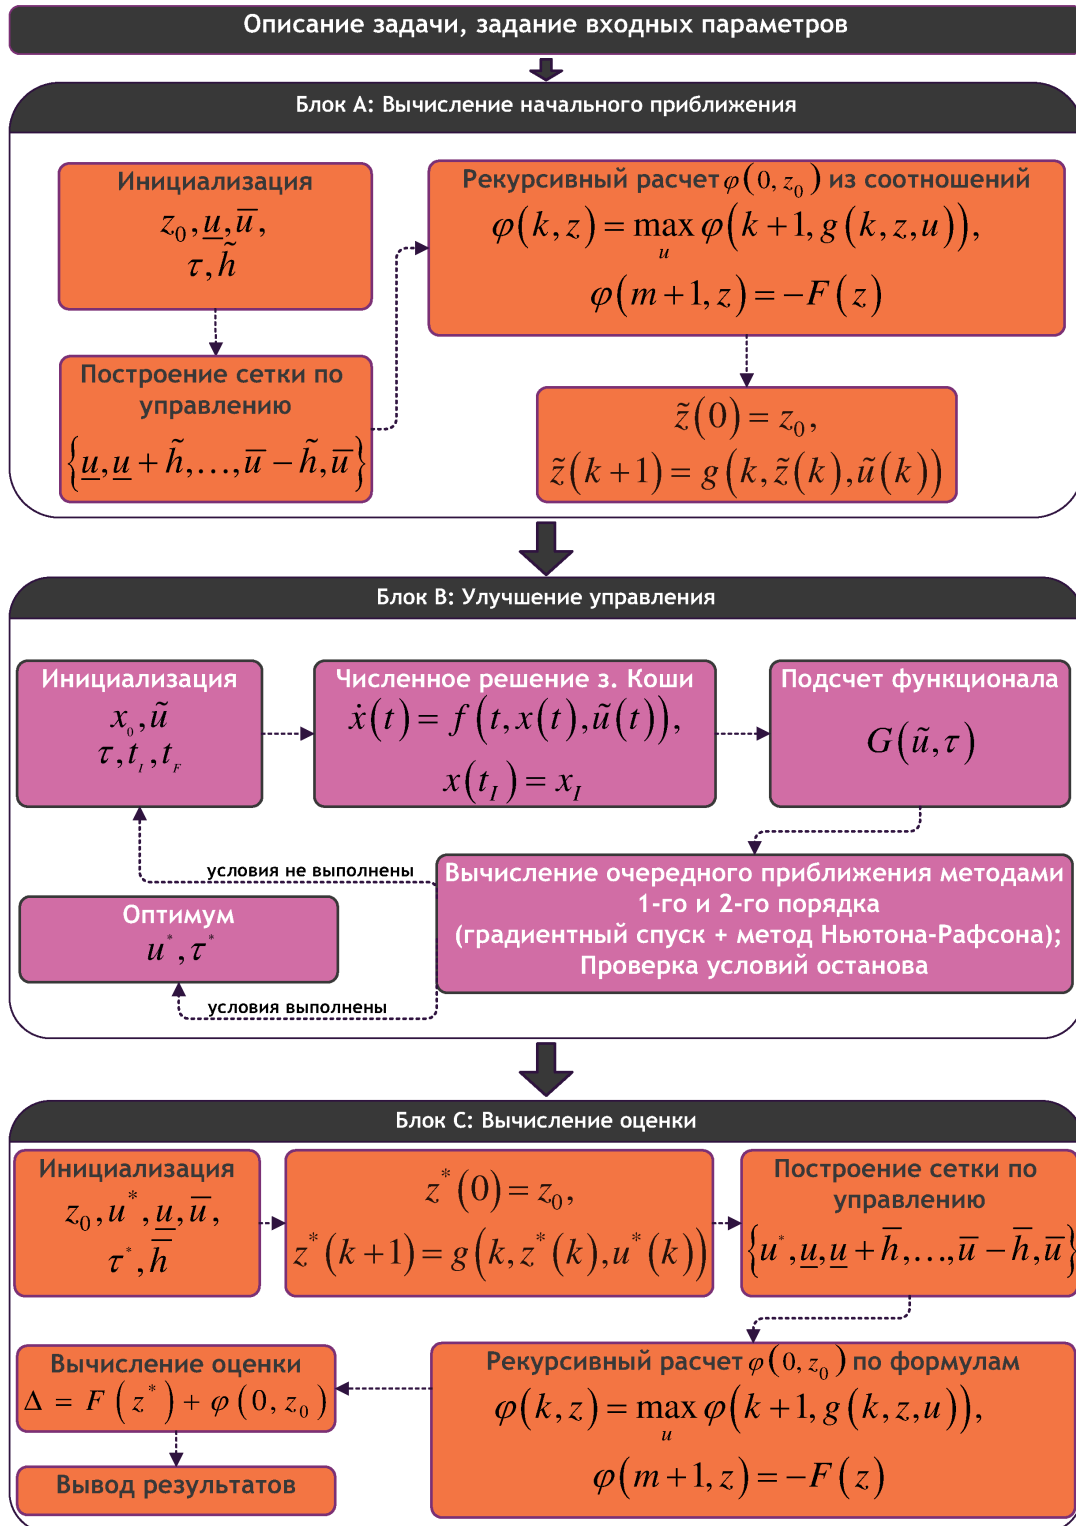 Описание задачи, задание входных параметров
Блок A: Вычисление начального приближения
Инициализация
z₀, u̲, u̅,
τ, h̃
Построение сетки по
управлению
{u̲, u̲ + h̃, …, u̅ − h̃, u̅}
Рекурсивный расчет φ(0, z₀) из соотношений
φ(k, z) = max φ(k + 1, g(k, z, u)),
u
φ(m + 1, z) = −F(z)
z̃(0) = z₀,
z̃(k + 1) = g(k, z̃(k), ũ(k))
Блок B: Улучшение управления
Инициализация
x₀, ũ
τ, t_I, t_F
Численное решение з. Коши
ẋ(t) = f(t, x(t), ũ(t)),
x(t_I) = x_I
Подсчет функционала
G(ũ, τ)
условия не выполнены
Вычисление очередного приближения методами
1-го и 2-го порядка
(градиентный спуск + метод Ньютона-Рафсона);
Проверка условий останова
Оптимум
u*, τ*
условия выполнены
Блок C: Вычисление оценки
Инициализация
z₀, u*, u̲, u̅,
τ*, h̅
z*(0) = z₀,
z*(k + 1) = g(k, z*(k), u*(k))
Построение сетки по
управлению
{u*, u̲, u̲ + h̅, …, u̅ − h̅, u̅}
Рекурсивный расчет φ(0, z₀) по формулам
φ(k, z) = max φ(k + 1, g(k, z, u)),
u
φ(m + 1, z) = −F(z)
Вычисление оценки
Δ = F(z*) + φ(0, z₀)
Вывод результатов